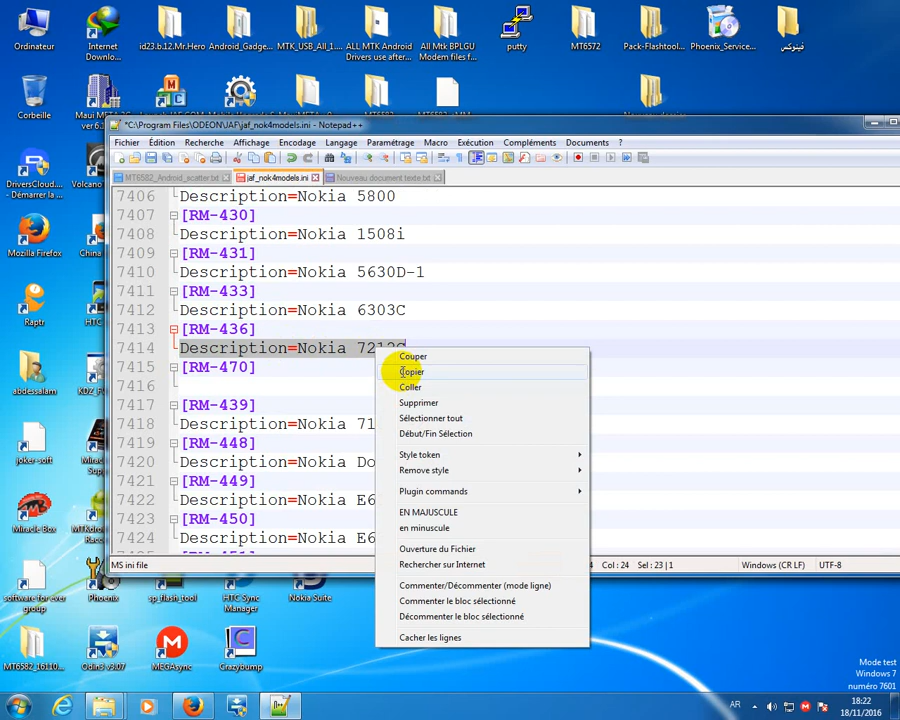 Ordinateur
Internet
Downlo...
id23.b.12.Mr.Hero
Android_Gadge...
MTK_USB_All_1....
ALL MTK Android
Drivers use after...
All Mtk BPLGU
Modem files f...
putty
MT6572
Pack-Flashtool...
Phoenix_Service...
فينوكس
Corbeille
Maui META 3G
MT6582
*C:\Program Files\ODEON\JAF\jaf_nok4models.ini - Notepad++
Fichier Édition Recherche Affichage Encodage Langage Paramétrage Macro Exécution Compléments Documents ?
MT6582_Android_scatter.txt jaf_nok4models.ini Nouveau document texte.txt
DriversCloud...
- Démarrer la ...
Volcano
Mozilla Firefox
China
Raptr
HTC
abdessalam
KDZ_F
joker-soft
Miracle
Supp
Miracle Box
MTKdroid
7406 Description=Nokia 5800
7407 [RM-430]
7408 Description=Nokia 1508i
7409 [RM-431]
7410 Description=Nokia 5630D-1
7411 [RM-433]
7412 Description=Nokia 6303C
7413 [RM-436]
7414 Description=Nokia 7212C
7415 [RM-470]
7416
7417 [RM-439]
7418 Description=Nokia 71
7419 [RM-448]
7420 Description=Nokia Do
7421 [RM-449]
7422 Description=Nokia E6
7423 [RM-450]
7424 Description=Nokia E6
Couper
Copier
Coller
Supprimer
Sélectionner tout
Début/Fin Sélection
Style token
Remove style
Plugin commands
EN MAJUSCULE
en minuscule
Ouverture du Fichier
Rechercher sur Internet
Commenter/Décommenter (mode ligne)
Commenter le bloc sélectionné
Décommenter le bloc sélectionné
Cacher les lignes
MS ini file
Col : 24 Sel : 23 | 1
Windows (CR LF)
UTF-8
software for ever
group
Phoenix
sp_flash_tool
HTC Sync
Manager
Nokia Suite
MT6582_16110...
Odin3 v3.07
MEGAsync
Crazybump
Mode test
Windows 7
numéro 7601
AR
18:22
18/11/2016